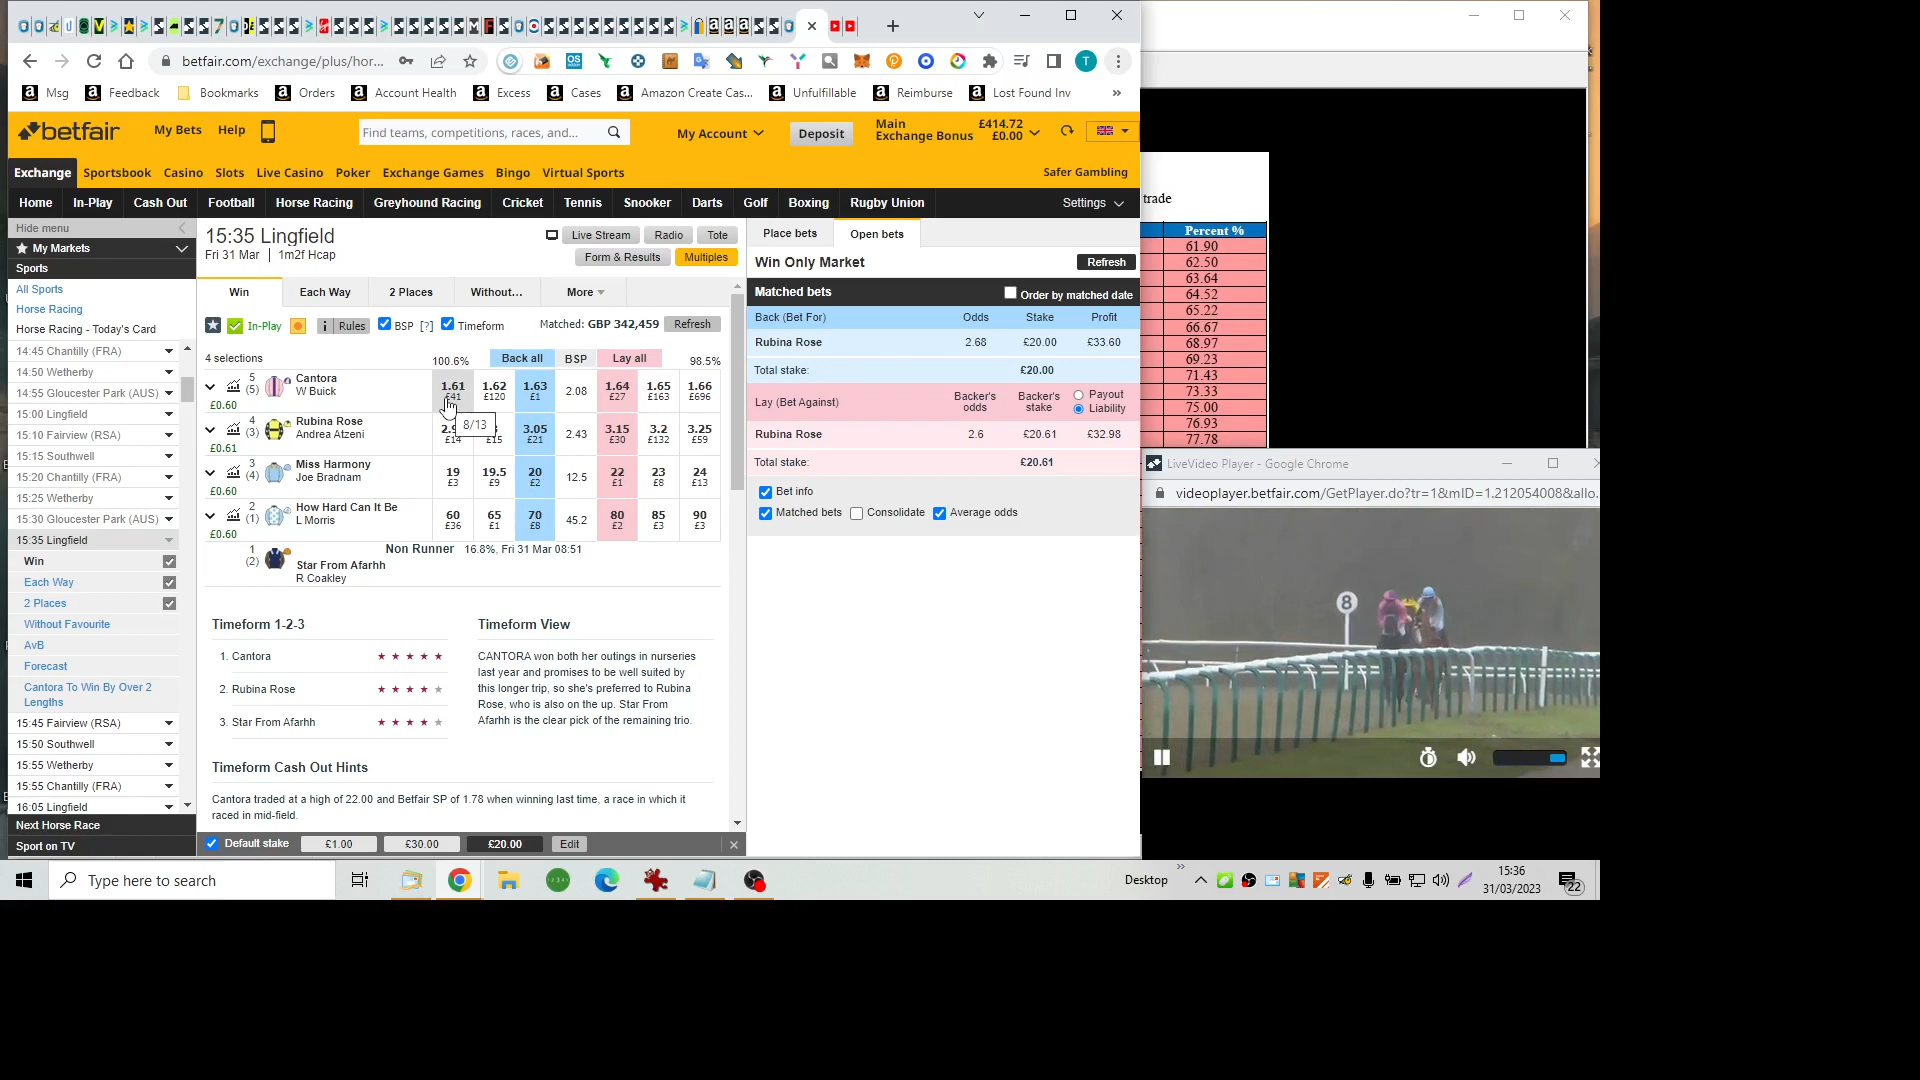 betfair.com/exchange/plus/hor...
T
Msg Feedback Bookmarks Orders Account Health Excess Cases Amazon Create Cas... Unfulfillable Reimburse Lost Found Inv »
betfair My Bets Help Find teams, competitions, races, and... My Account Deposit Main £414.72
Exchange Bonus £0.00
Exchange Sportsbook Casino Slots Live Casino Poker Exchange Games Bingo Virtual Sports Safer Gambling
Home In-Play Cash Out Football Horse Racing Greyhound Racing Cricket Tennis Snooker Darts Golf Boxing Rugby Union Settings
Hide menu
My Markets
Sports
All Sports
Horse Racing
Horse Racing - Today's Card
14:45 Chantilly (FRA)
14:50 Wetherby
14:55 Gloucester Park (AUS)
15:00 Lingfield
15:10 Fairview (RSA)
15:15 Southwell
15:20 Chantilly (FRA)
15:25 Wetherby
15:30 Gloucester Park (AUS)
15:35 Lingfield
Win
Each Way
2 Places
Without Favourite
AvB
Forecast
Cantora To Win By Over 2
Lengths
15:45 Fairview (RSA)
15:50 Southwell
15:55 Wetherby
15:55 Chantilly (FRA)
16:05 Lingfield
Next Horse Race
Sport on TV
15:35 Lingfield
Fri 31 Mar | 1m2f Hcap
Live Stream Radio Tote
Form & Results Multiples
Win Each Way 2 Places Without... More
In-Play i Rules BSP [?] Timeform Matched: GBP 342,459 Refresh
4 selections 100.6% Back all BSP Lay all 98.5%
5 Cantora 1.61 1.62 1.63 2.08 1.64 1.65 1.66
(5) W Buick £41 £120 £1 £27 £163 £696
£0.60
8/13
4 Rubina Rose 3.05 2.43 3.15 3.2 3.25
(3) Andrea Atzeni £14 £15 £21 £30 £132 £59
£0.61
3 Miss Harmony 19 19.5 20 12.5 22 23 24
(4) Joe Bradnam £3 £9 £2 £1 £8 £13
£0.60
2 How Hard Can It Be 60 65 70 45.2 80 85 90
(1) L Morris £36 £1 £8 £2 £3 £3
£0.60
1 Non Runner 16.8%, Fri 31 Mar 08:51
(2) Star From Afarhh
R Coakley
Timeform 1-2-3
1. Cantora ★ ★ ★ ★ ★
2. Rubina Rose ★ ★ ★ ★ ★
3. Star From Afarhh ★ ★ ★ ★ ★
Timeform View
CANTORA won both her outings in nurseries
last year and promises to be well suited by
this longer trip, so she's preferred to Rubina
Rose, who is also on the up. Star From
Afarhh is the clear pick of the remaining trio.
Timeform Cash Out Hints
Cantora traded at a high of 22.00 and Betfair SP of 1.78 when winning last time, a race in which it
raced in mid-field.
Default stake £1.00 £30.00 £20.00 Edit
Place bets Open bets
Win Only Market Refresh
Matched bets Order by matched date
Back (Bet For) Odds Stake Profit
Rubina Rose 2.68 £20.00 £33.60
Total stake: £20.00
Lay (Bet Against) Backer's odds Backer's stake Payout Liability
Rubina Rose 2.6 £20.61 £32.98
Total stake: £20.61
Bet info
Matched bets Consolidate Average odds
trade
Percent %
61.90
62.50
63.64
64.52
65.22
66.67
68.97
69.23
71.43
73.33
75.00
76.93
77.78
LiveVideo Player - Google Chrome
videoplayer.betfair.com/GetPlayer.do?tr=1&mID=1.212054008&allo...
8
Type here to search
Desktop » 15:36
31/03/2023
22